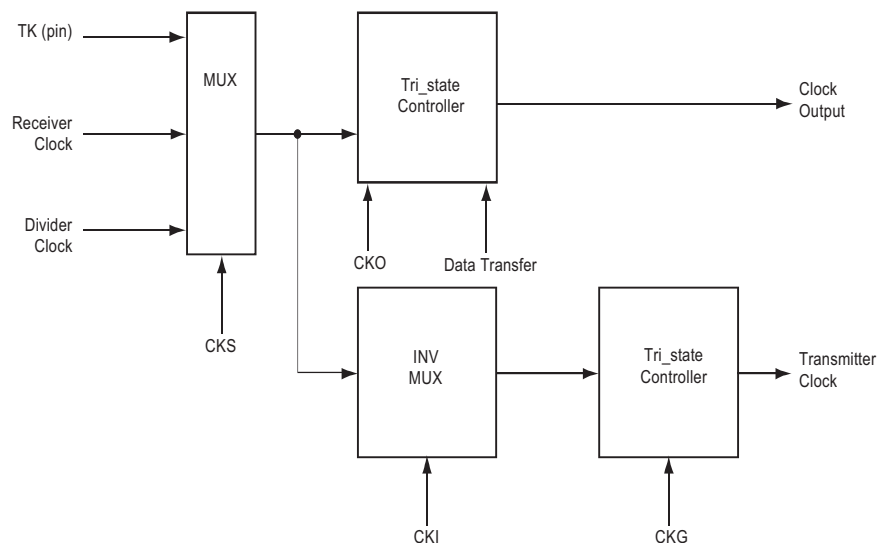 TK (pin)
MUX
Tri_state
Controller
Clock
Output
Receiver
Clock
Divider
Clock
CKO
Data Transfer
CKS
INV
MUX
Tri_state
Controller
Transmitter
Clock
CKI
CKG